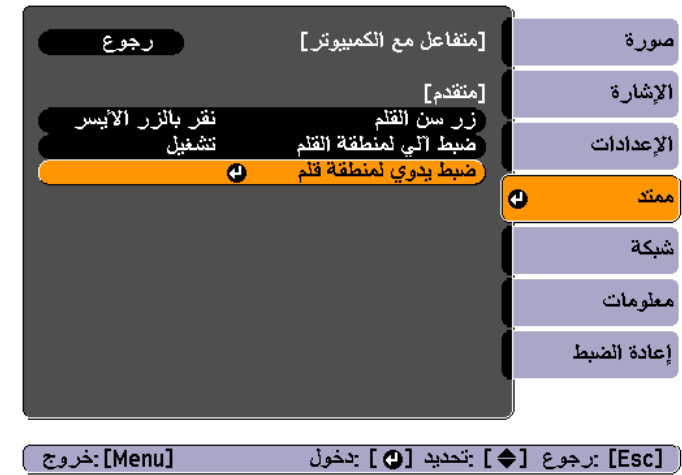 صورة
الإشارة
الإعدادات
ممتد
شبكة
معلومات
إعادة الضبط
[متفاعل مع الكمبيوتر] رجوع
[متقدم]
زر سن القلم نقر بالزر الأيسر
ضبط آلي لمنطقة القلم تشغيل
ضبط يدوي لمنطقة قلم
[Esc] :رجوع [◆] :تحديد [↵] :دخول [Menu] :خروج